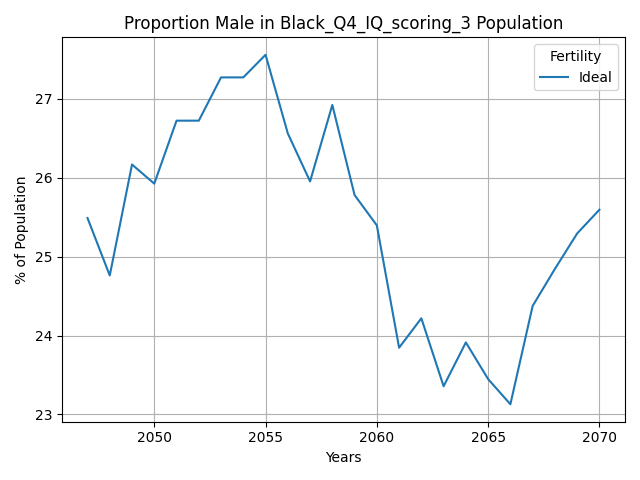 Proportion Male in Black_Q4_IQ_scoring_3 Population
Fertility
Ideal
% of Population
27
26
25
24
23
2050
2055
2060
2065
2070
Years